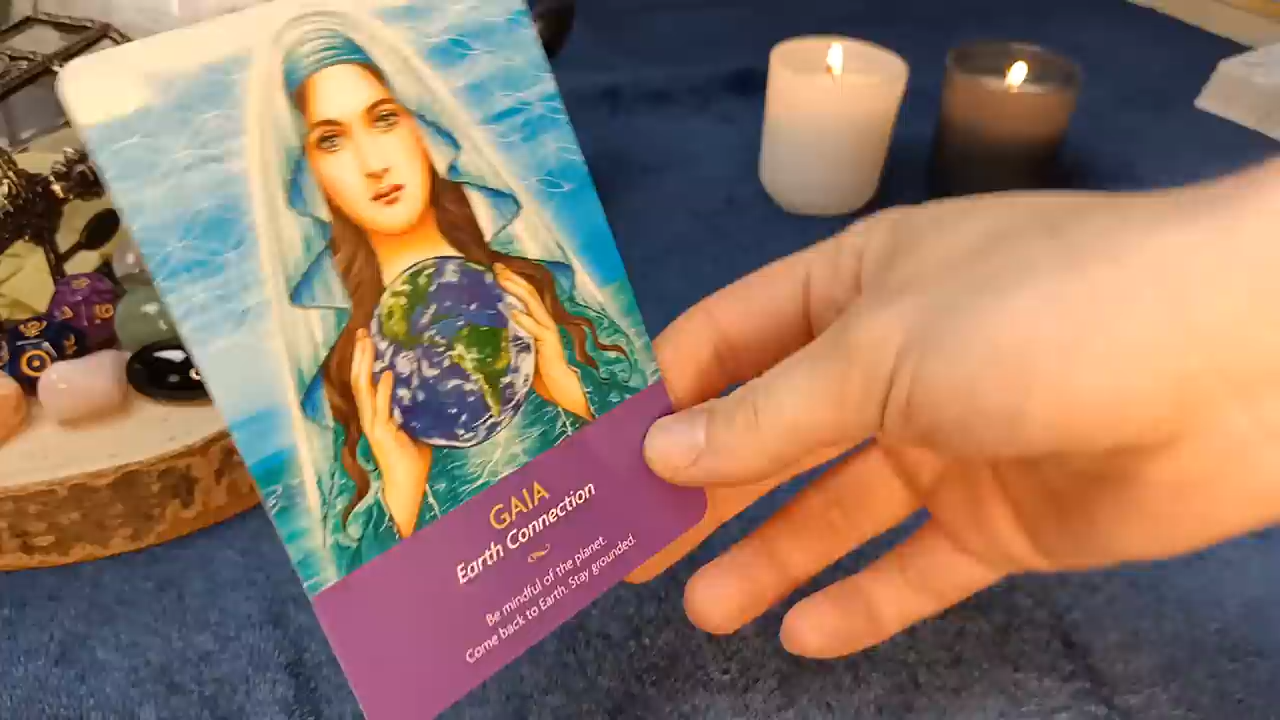 GAIA
Earth Connection
Be mindful of the planet.
Come back to Earth. Stay grounded.